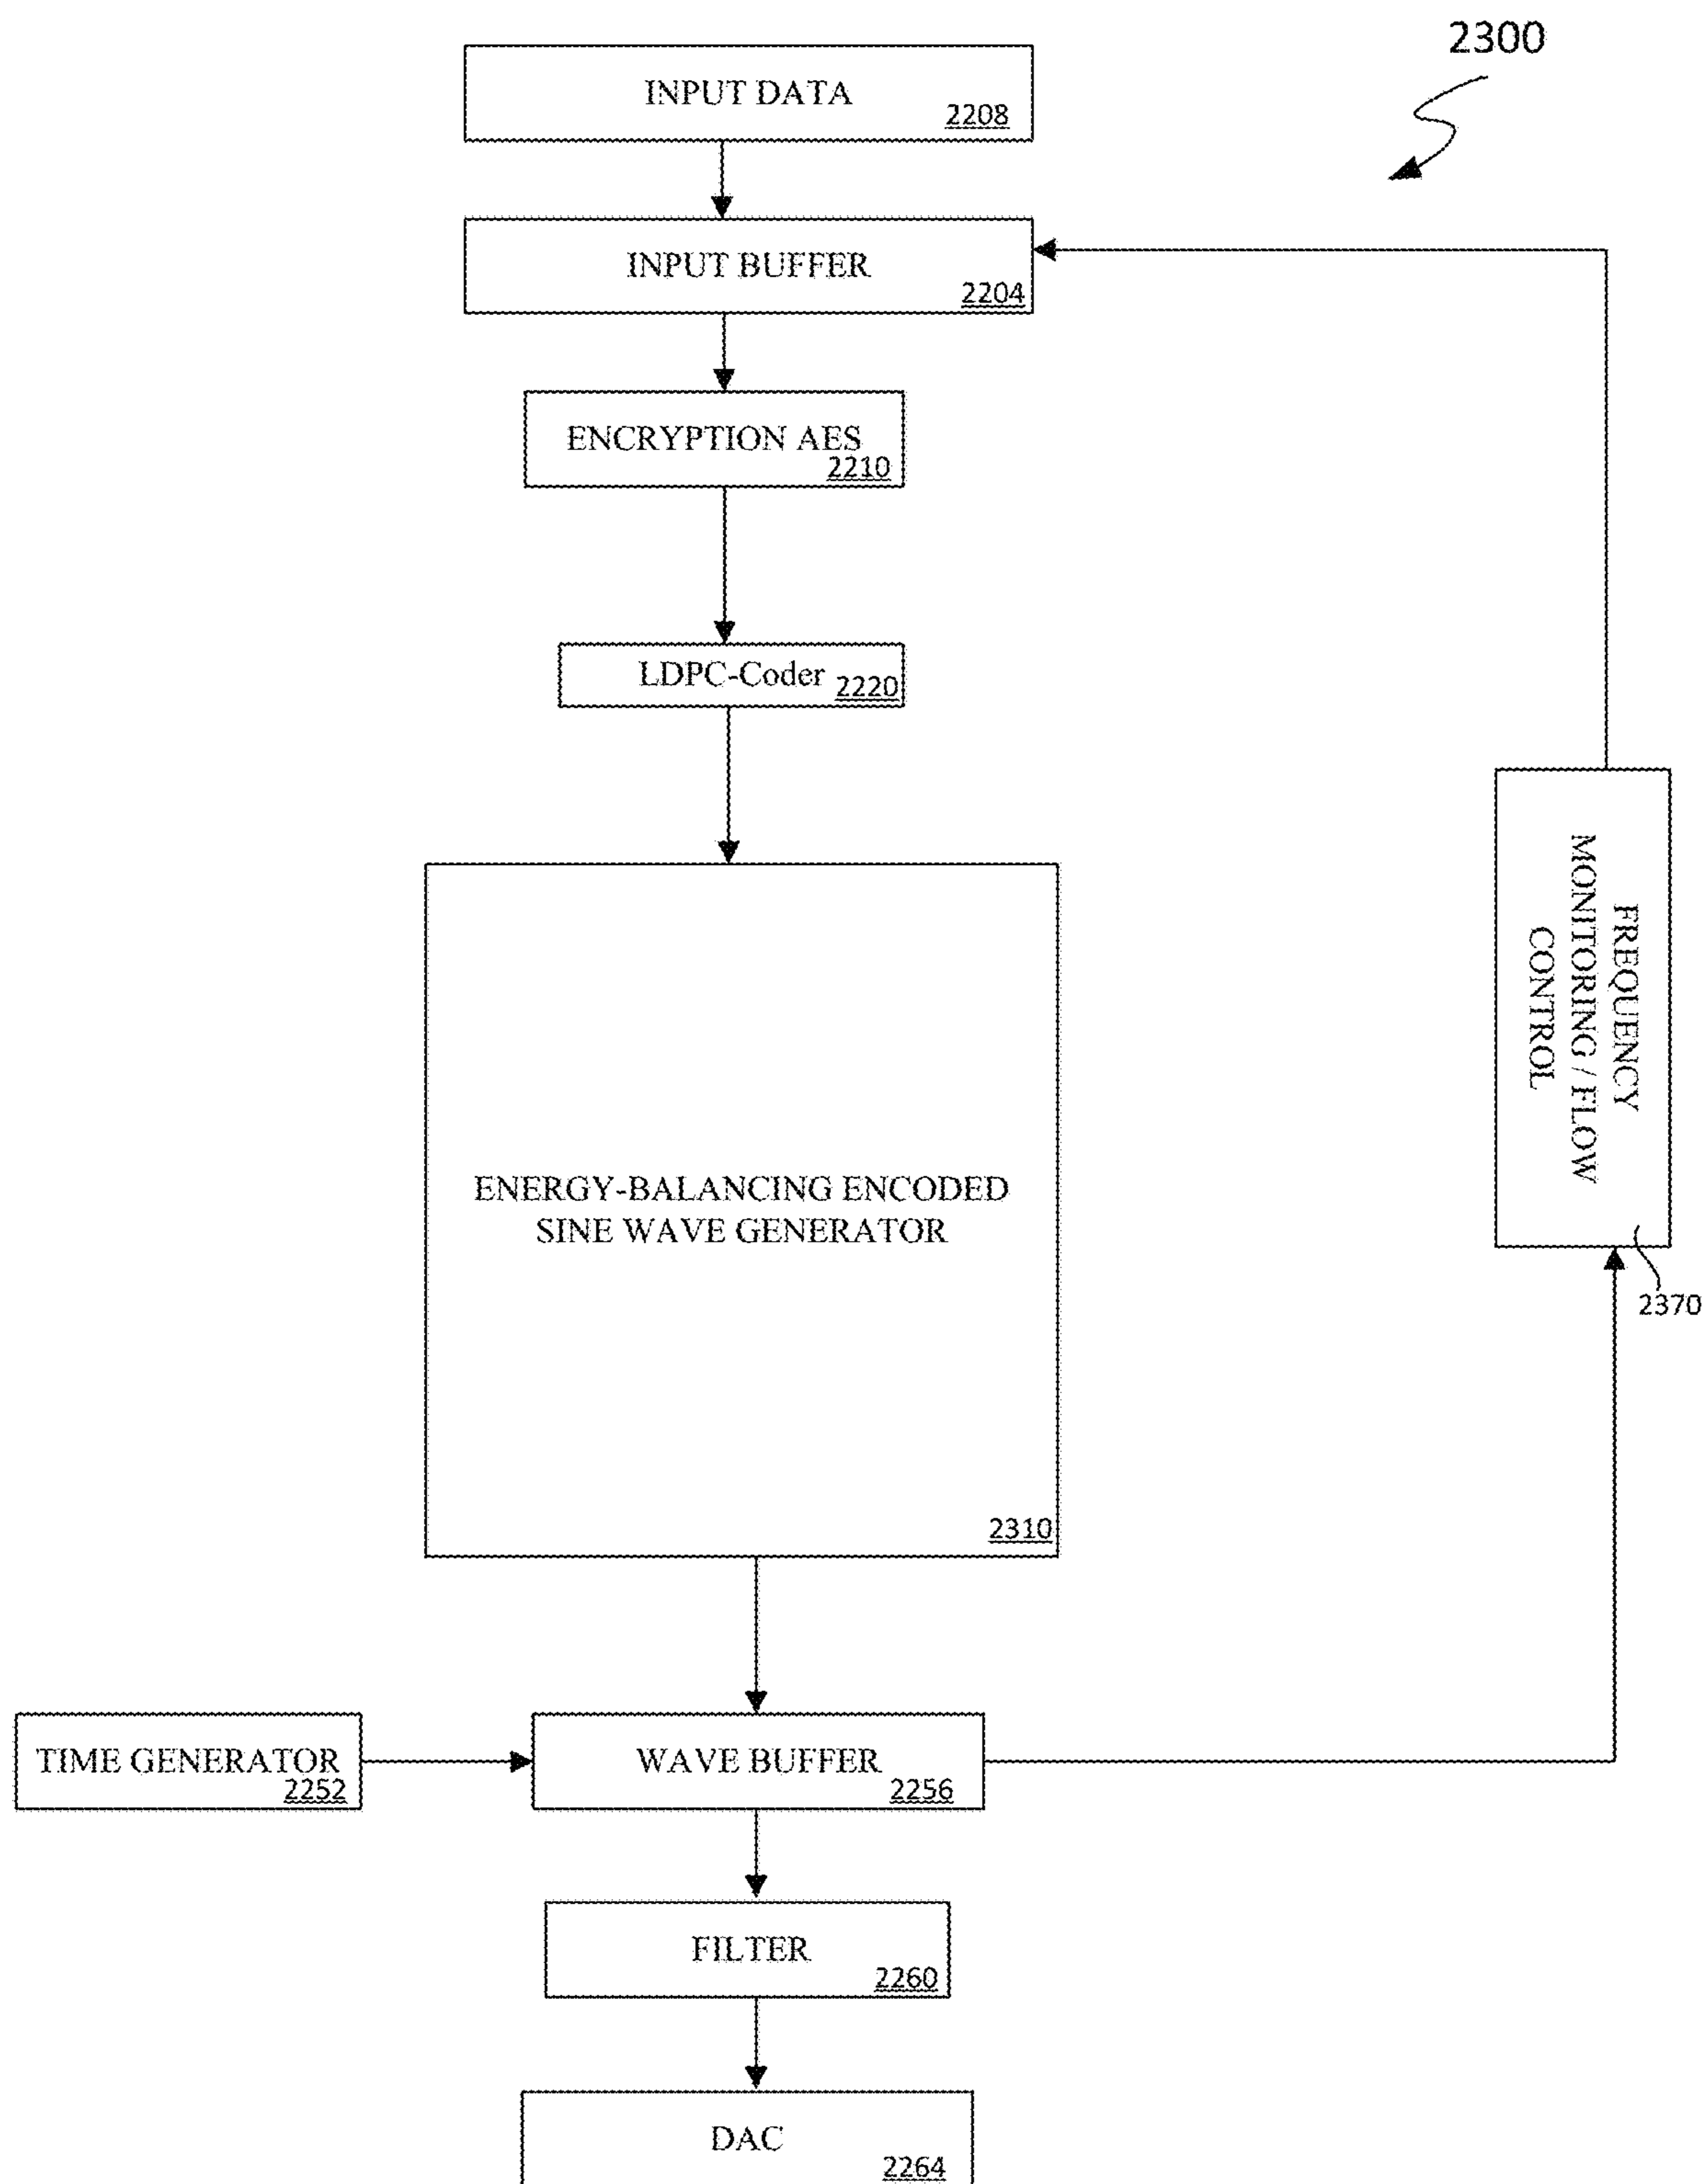 2300
INPUT DATA
2208
INPUT BUFFER
2204
ENCRYPTION AES
2210
LDPC-Coder 2220
ENERGY-BALANCING ENCODED
SINE WAVE GENERATOR
2310
FREQUENCY
MONITORING / FLOW
CONTROL
2370
TIME GENERATOR
2252
WAVE BUFFER
2256
FILTER
2260
DAC
2264